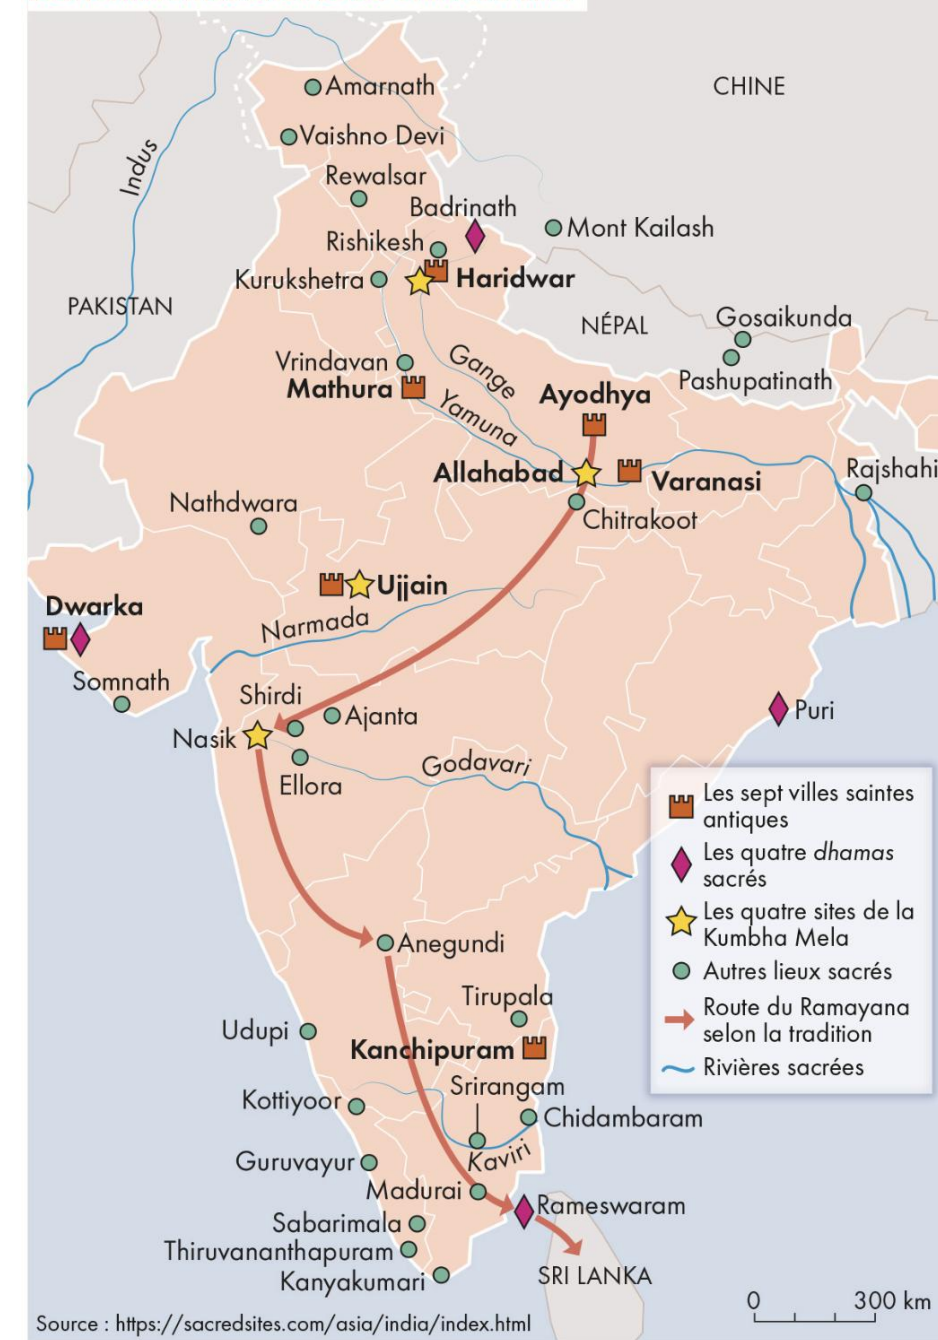 Amarnath
CHINE
Vaishno Devi
Indus
Rewalsar
Badrinath
Mont Kailash
Rishikesh
Kurukshetra
Haridwar
PAKISTAN
NÉPAL
Gosaikunda
Vrindavan
Gange
Pashupatinath
Mathura
Yamuna
Ayodhya
Allahabad
Varanasi
Rajshahi
Nathdwara
Chitrakoot
Ujjain
Dwarka
Narmada
Somnath
Shirdi
Ajanta
Puri
Nasik
Ellora
Godavari
Les sept villes saintes
antiques
Les quatre dhamas
sacrés
Les quatre sites de la
Kumbha Mela
Autres lieux sacrés
Route du Ramayana
selon la tradition
Rivières sacrées
Anegundi
Tirupala
Udupi
Kanchipuram
Srirangam
Kottiyoor
Chidambaram
Kaviri
Guruvayur
Madurai
Rameswaram
Sabarimala
Thiruvananthapuram
Kanyakumari
SRI LANKA
0 300 km
Source : https://sacredsites.com/asia/india/index.html